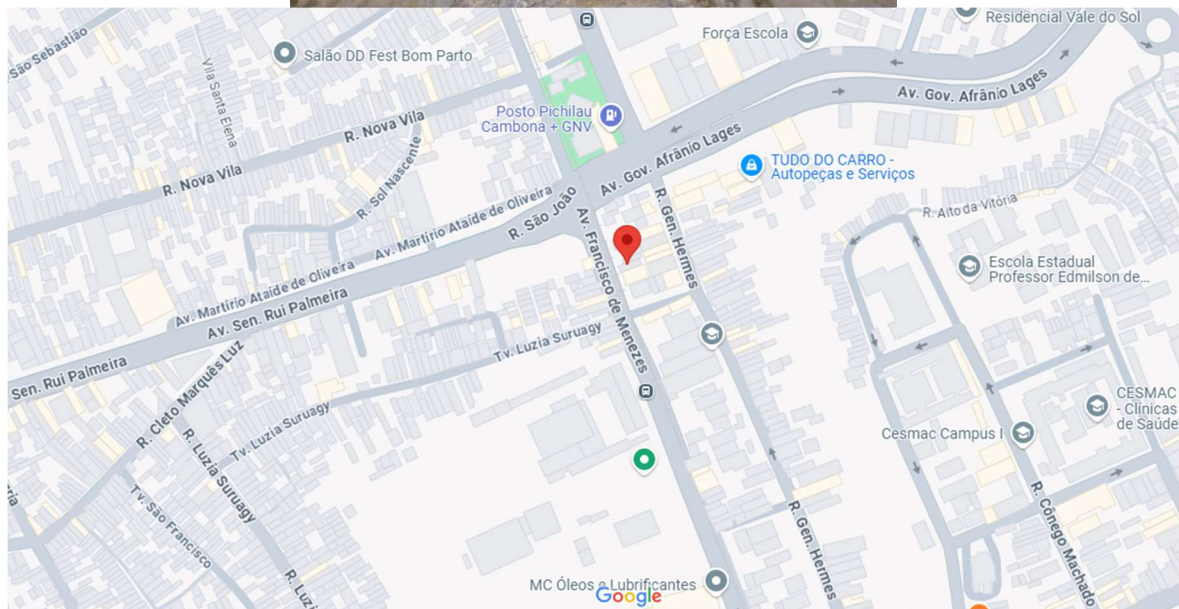 São Sebastião
Salão DD Fest Bom Parto
Vila Santa Elena
Força Escola
Residencial Vale do Sol
Av. Gov. Afrânio Lages
Posto Pichilau
Cambona + GNV
R. Nova Vila
R. Nova Vila
R. Sol Nascente
Av. Gov. Afrânio Lages
TUDO DO CARRO -
Autopeças e Serviços
Av. Martírio Ataíde de Oliveira
R. São João
R. Gen. Hermes
R. Alto da Vitória
Av. Francisco de Menezes
Escola Estadual
Professor Edmilson de...
Av. Martírio Ataíde de Oliveira
Av. Sen. Rui Palmeira
Sen. Rui Palmeira
Tv. Luzia Suruagy
R. Cleto Marquês Luz
Tv. Luzia Suruagy
R. Luzia Suruagy
CESMAC
- Clínicas
de Saúde
Cesmac Campus I
Tv. São Francisco
R. Gen. Hermes
R. Cônego Machado
MC Óleos e Lubrificantes
Google